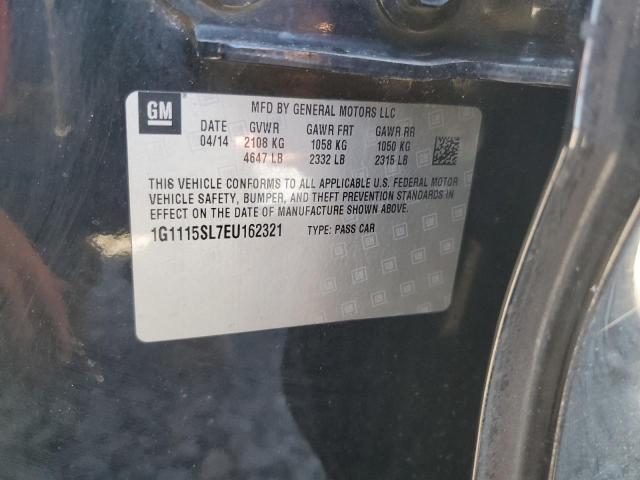 GM
MFD BY GENERAL MOTORS LLC
DATE GVWR GAWR FRT GAWR RR
04/14 2108 KG 1058 KG 1050 KG
4647 LB 2332 LB 2315 LB
THIS VEHICLE CONFORMS TO ALL APPLICABLE U.S. FEDERAL MOTOR
VEHICLE SAFETY, BUMPER, AND THEFT PREVENTION STANDARDS
IN EFFECT ON THE DATE OF MANUFACTURE SHOWN ABOVE.
1G1115SL7EU162321 TYPE: PASS CAR